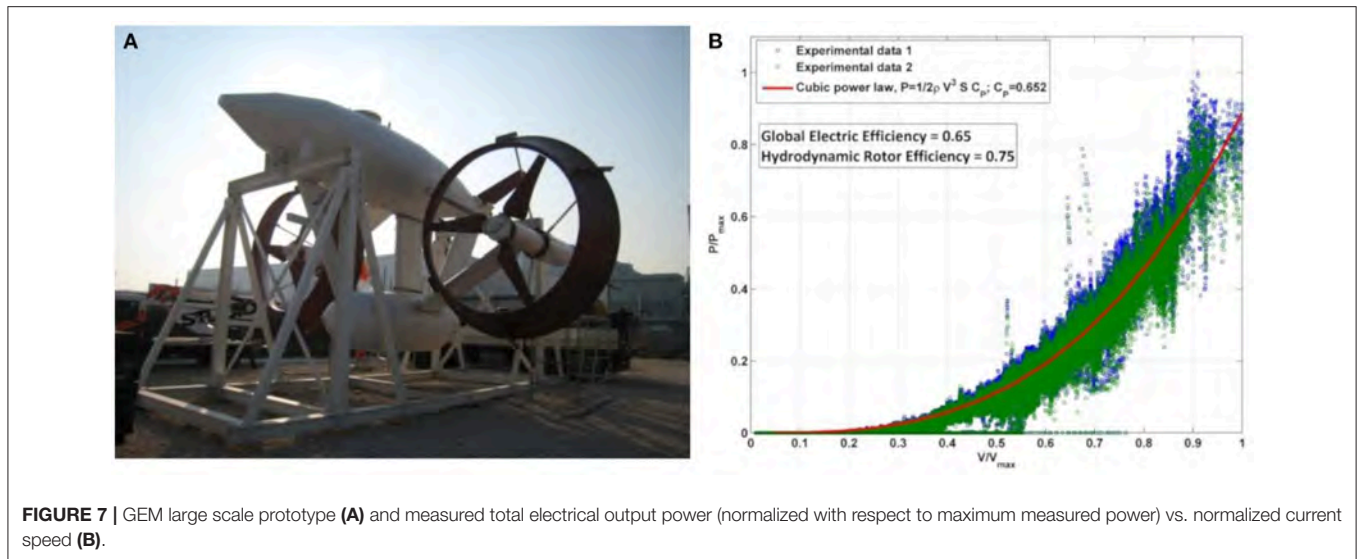 A
B
Experimental data 1
Experimental data 2
Cubic power law, P=1/2ρ V³ S C_P; C_P=0.652
Global Electric Efficiency = 0.65
Hydrodynamic Rotor Efficiency = 0.75
P/P_max
1
0.8
0.6
0.4
0.2
0
0 0.1 0.2 0.3 0.4 0.5 0.6 0.7 0.8 0.9 1
V/V_max
FIGURE 7 | GEM large scale prototype (A) and measured total electrical output power (normalized with respect to maximum measured power) vs. normalized current
speed (B).